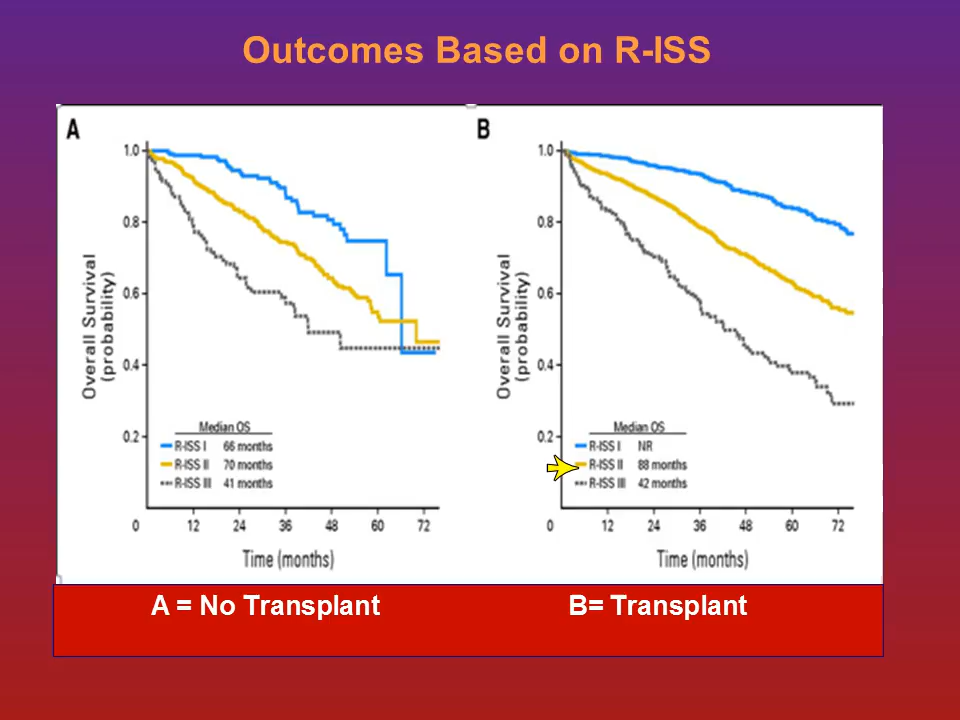 Outcomes Based on R-ISS
A
1.0
0.8
0.6
0.4
0.2
Overall Survival
(probability)
Median OS
R-ISS I 66 months
R-ISS II 70 months
R-ISS III 41 months
0 12 24 36 48 60 72
Time (months)
B
1.0
0.8
0.6
0.4
0.2
Overall Survival
(probability)
Median OS
R-ISS I NR
R-ISS II 88 months
R-ISS III 42 months
0 12 24 36 48 60 72
Time (months)
A = No Transplant
B= Transplant